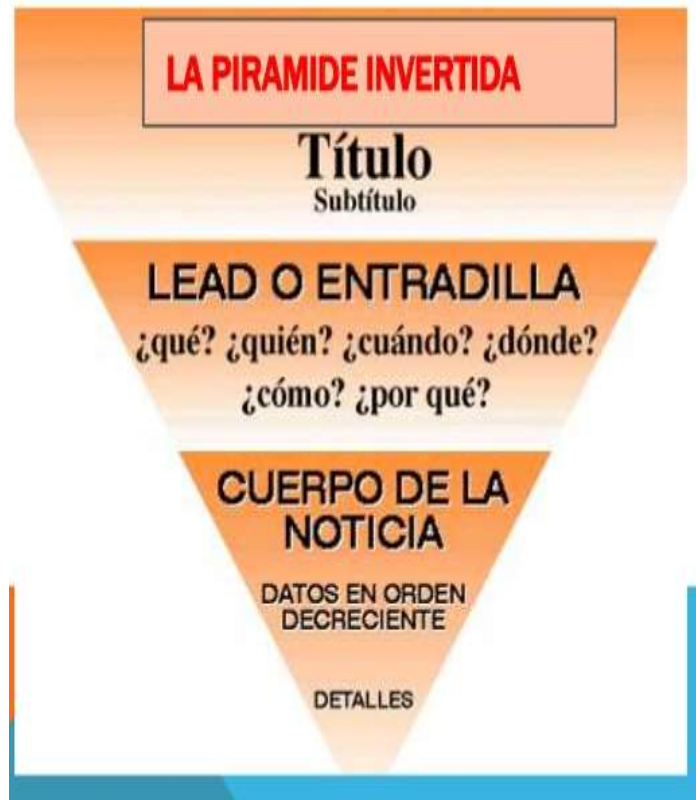 LA PIRAMIDE INVERTIDA
Título
Subtítulo
LEAD O ENTRADILLA
¿qué? ¿quién? ¿cuándo? ¿dónde?
¿cómo? ¿por qué?
CUERPO DE LA
NOTICIA
DATOS EN ORDEN
DECRECIENTE
DETALLES